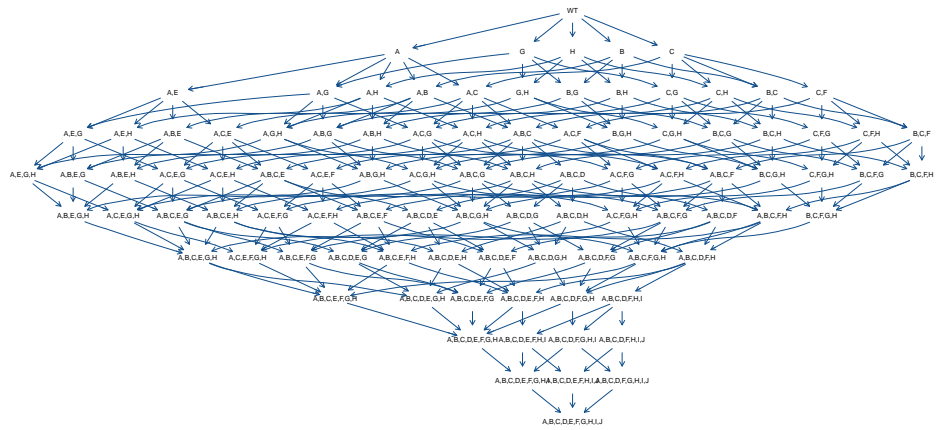 WT
A G H B C
A,E A,G A,H A,B A,C G,H B,G B,H C,G C,H B,C C,F
A,E,G A,E,H A,B,E A,C,E A,G,H A,B,G A,B,H A,C,G A,C,H A,B,C A,C,F B,G,H C,G,H B,C,G B,C,H C,F,G C,F,H B,C,F
A,E,G,H A,B,E,G A,B,E,H A,C,E,G A,C,E,H A,B,C,E A,C,E,F A,B,G,H A,C,G,H A,B,C,G A,B,C,H A,B,C,D A,C,F,G A,C,F,H A,B,C,F B,C,G,H C,F,G,H B,C,F,G B,C,F,H
A,B,E,G,H A,C,E,G,H A,B,C,E,G A,B,C,E,H A,C,E,F,G A,C,E,F,H A,B,C,E,F A,B,C,D,E A,B,C,G,H A,B,C,D,G A,B,C,D,H A,C,F,G,H A,B,C,F,G A,B,C,D,F A,B,C,F,H B,C,F,G,H
A,B,C,E,G,H A,C,E,F,G,H A,B,C,E,F,G A,B,C,D,E,G A,B,C,E,F,H A,B,C,D,E,H A,B,C,D,E,F A,B,C,D,G,H A,B,C,D,F,G A,B,C,F,G,H A,B,C,D,F,H
A,B,C,E,F,G,H A,B,C,D,E,G,H A,B,C,D,E,F,G A,B,C,D,E,F,H A,B,C,D,F,G,H A,B,C,D,F,H,I
A,B,C,D,E,F,G,H A,B,C,D,E,F,H,I A,B,C,D,F,G,H,I A,B,C,D,F,H,I,J
A,B,C,D,E,F,G,H,I A,B,C,D,E,F,H,I,J A,B,C,D,F,G,H,I,J
A,B,C,D,E,F,G,H,I,J